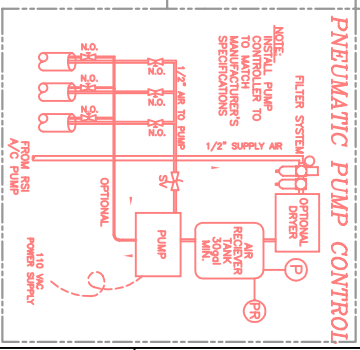 PNEUMATIC PUMP CONTROL
NOTE:
INSTALL PUMP
CONTROLLER TO
TO MATCH
MANUFACTURER'S
SPECIFICATIONS
FILTER SYSTEM
N.O.
N.O.
N.O.
N.O.
N.O.
N.O.
1/2" AIR TO PUMP
1/2" SUPPLY AIR
FROM RSI
A/C PUMP
OPTIONAL
SV
OPTIONAL
DRYER
PUMP
AIR
RECIEVER
TANK
30gal
MIN.
P
PR
110 VAC
POWER SUPPLY